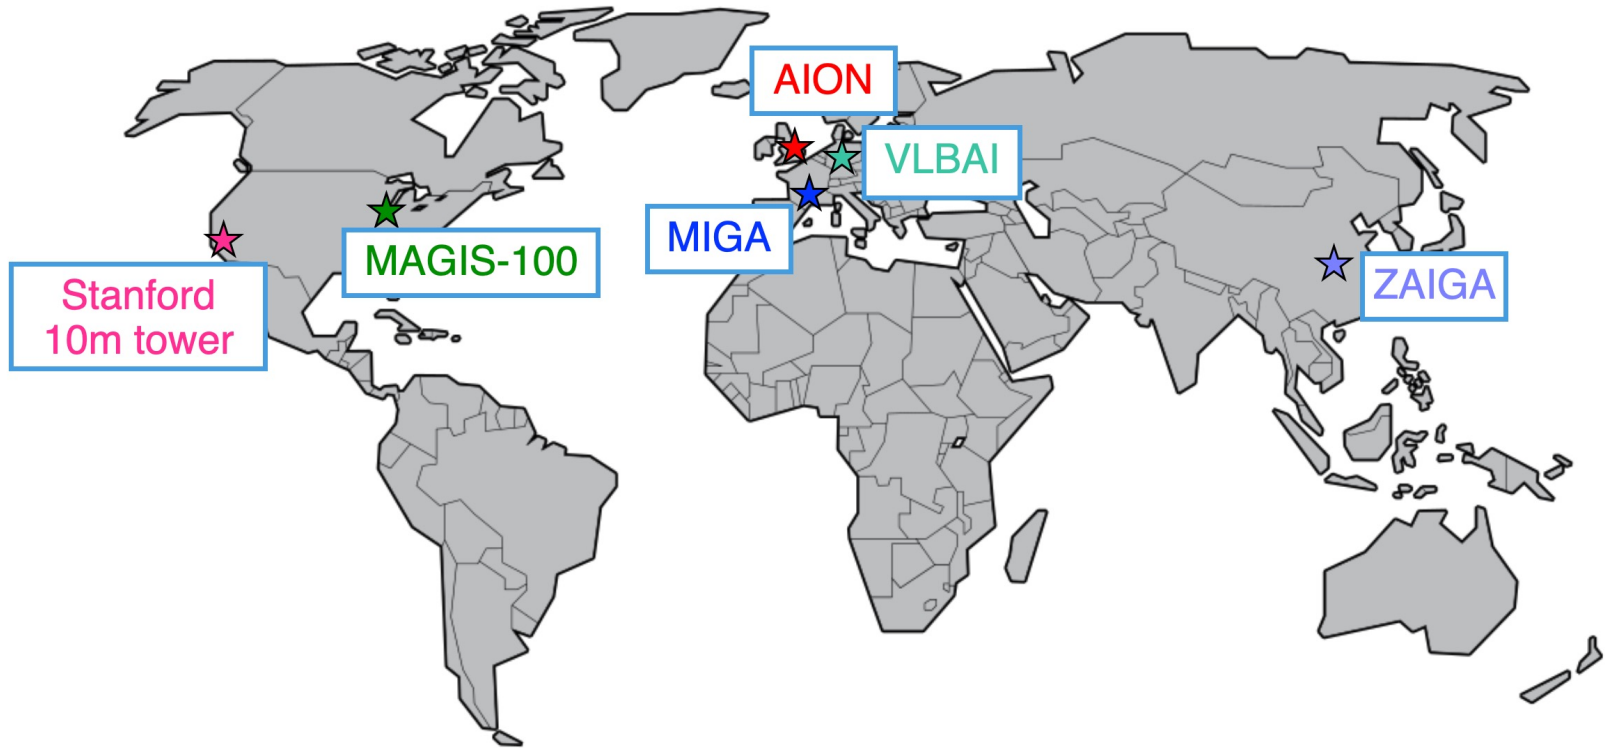 AION
VLBAI
MIGA
MAGIS-100
ZAIGA
Stanford
10m tower